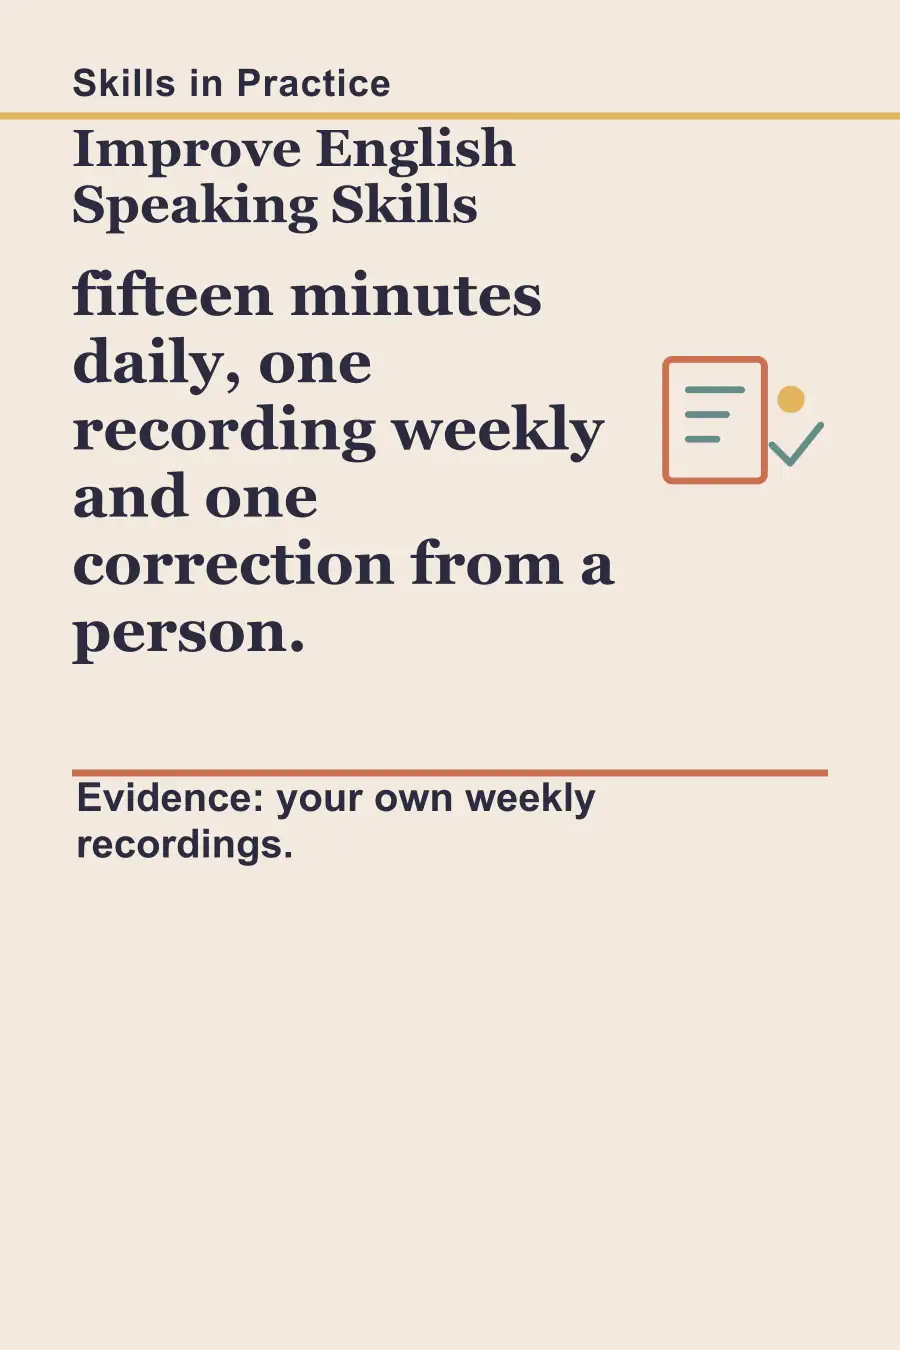 Skills in Practice
Improve English
Speaking Skills
fifteen minutes
daily, one
recording weekly
and one
correction from a
person.
Evidence: your own weekly
recordings.